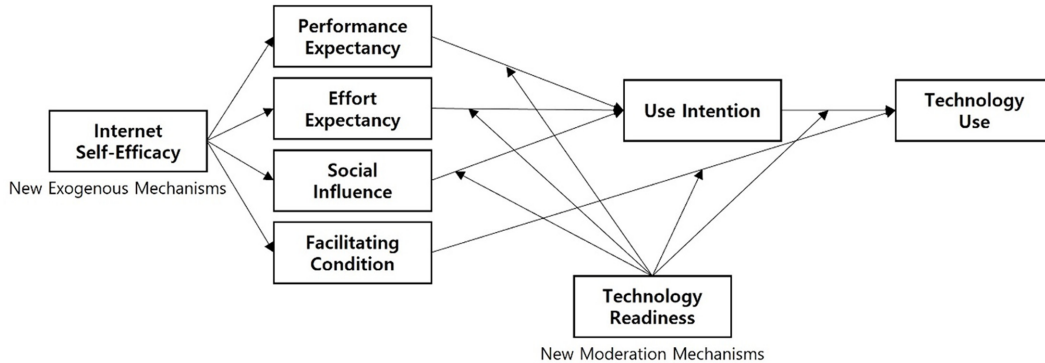 Performance
Expectancy
Effort
Expectancy
Use Intention
Technology
Use
Internet
Self-Efficacy
New Exogenous Mechanisms
Social
Influence
Facilitating
Condition
Technology
Readiness
New Moderation Mechanisms